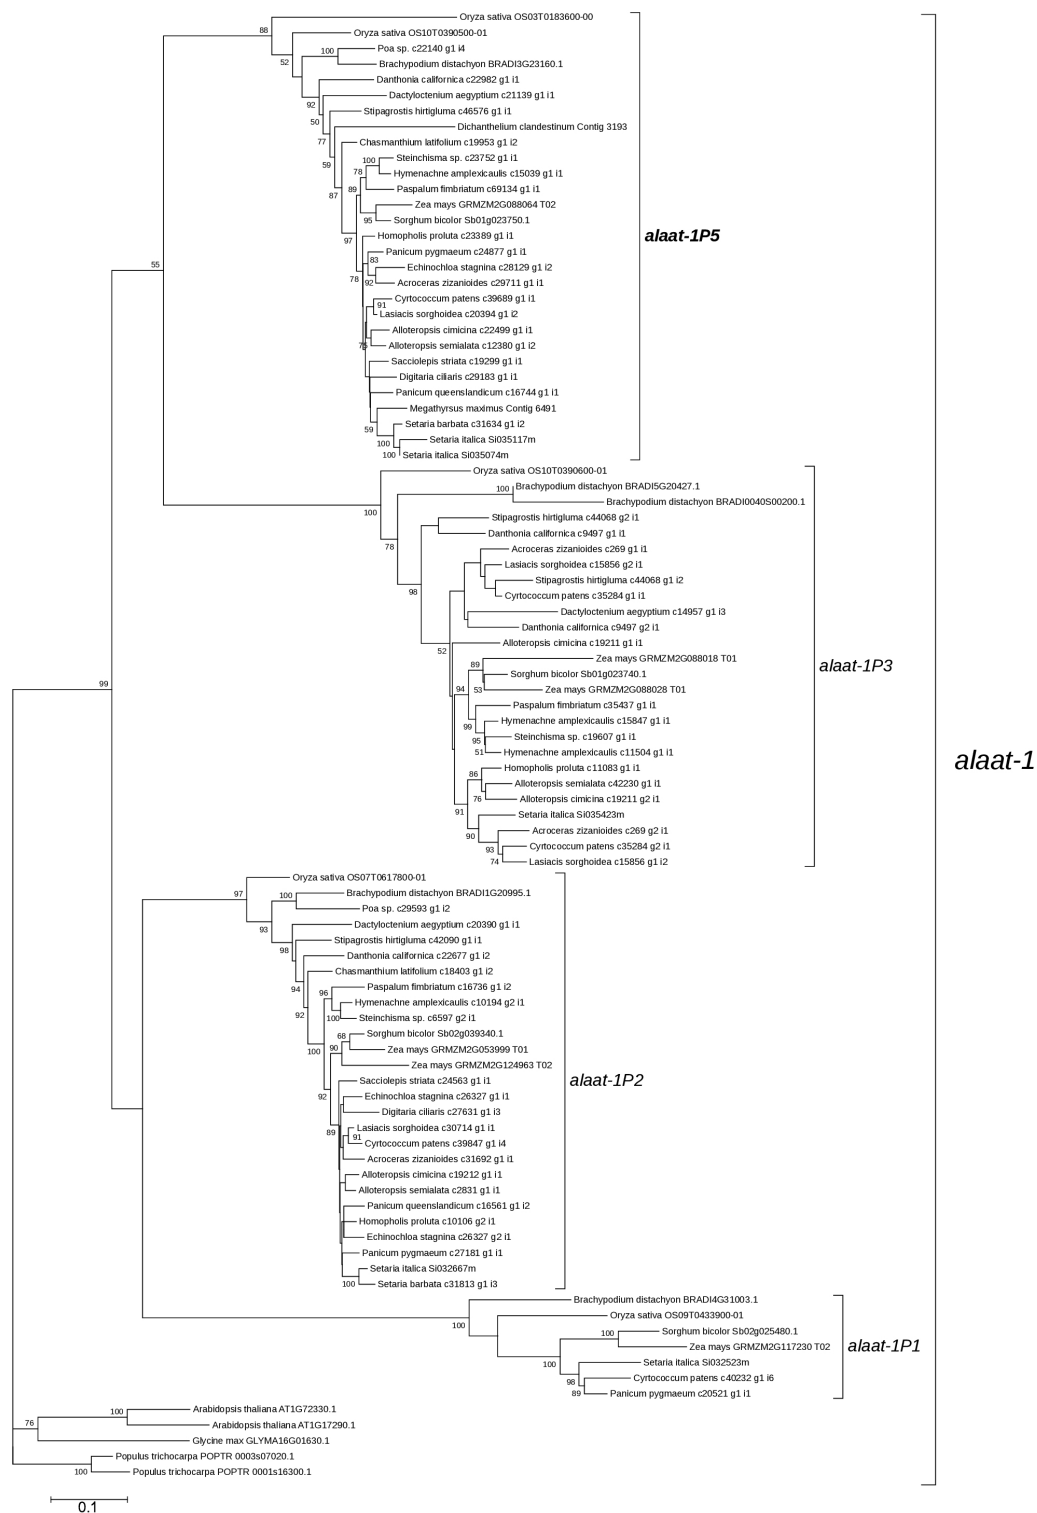 88
Oryza sativa OS03T0183600-00
Oryza sativa OS10T0390500-01
52
100
Poa sp. c22140 g1 i4
Brachypodium distachyon BRADI3G23160.1
Danthonia californica c22982 g1 i1
92
Dactyloctenium aegyptium c21139 g1 i1
50
Stipagrostis hirtigluma c46576 g1 i1
77
Dichanthelium clandestinum Contig 3193
59
Chasmanthium latifolium c19953 g1 i2
87
100
Steinchisma sp. c23752 g1 i1
78
Hymenachne amplexicaulis c15039 g1 i1
89
Paspalum fimbriatum c69134 g1 i1
Zea mays GRMZM2G088064 T02
95
Sorghum bicolor Sb01g023750.1
97
Homopholis proluta c23389 g1 i1
alaat-1P5
Panicum pygmaeum c24877 g1 i1
83
55
Echinochloa stagnina c28129 g1 i2
78
92
Acroceras zizanioides c29711 g1 i1
Cyrtococcum patens c39689 g1 i1
91
Lasiacis sorghoidea c20394 g1 i2
Alloteropsis cimicina c22499 g1 i1
75
Alloteropsis semialata c12380 g1 i2
Sacciolepis striata c19299 g1 i1
Digitaria ciliaris c29183 g1 i1
Panicum queenslandicum c16744 g1 i1
Megathyrsus maximus Contig 6491
59
Setaria barbata c31634 g1 i2
100
Setaria italica Si035117m
100
Setaria italica Si035074m
Oryza sativa OS10T0390600-01
100
100
Brachypodium distachyon BRADI5G20427.1
Brachypodium distachyon BRADI0040S00200.1
78
Stipagrostis hirtigluma c44068 g2 i1
Danthonia californica c9497 g1 i1
98
Acroceras zizanioides c269 g1 i1
Lasiacis sorghoidea c15856 g2 i1
Stipagrostis hirtigluma c44068 g1 i2
Cyrtococcum patens c35284 g1 i1
Dactyloctenium aegyptium c14957 g1 i3
Danthonia californica c9497 g2 i1
52
Alloteropsis cimicina c19211 g1 i1
89
Zea mays GRMZM2G088018 T01
alaat-1P3
Sorghum bicolor Sb01g023740.1
99
94
53
Zea mays GRMZM2G088028 T01
Paspalum fimbriatum c35437 g1 i1
99
Hymenachne amplexicaulis c15847 g1 i1
95
Steinchisma sp. c19607 g1 i1
51
Hymenachne amplexicaulis c11504 g1 i1
alaat-1
86
Homopholis proluta c11083 g1 i1
Alloteropsis semialata c42230 g1 i1
76
Alloteropsis cimicina c19211 g2 i1
91
Setaria italica Si035423m
90
Acroceras zizanioides c269 g2 i1
93
Cyrtococcum patens c35284 g2 i1
74
Lasiacis sorghoidea c15856 g1 i2
Oryza sativa OS07T0617800-01
97
100
Brachypodium distachyon BRADI1G20995.1
Poa sp. c29593 g1 i2
93
Dactyloctenium aegyptium c20390 g1 i1
98
Stipagrostis hirtigluma c42090 g1 i1
Danthonia californica c22677 g1 i2
Chasmanthium latifolium c18403 g1 i2
94
96
Paspalum fimbriatum c16736 g1 i2
92
Hymenachne amplexicaulis c10194 g2 i1
100
Steinchisma sp. c6597 g2 i1
68
Sorghum bicolor Sb02g039340.1
100
90
Zea mays GRMZM2G053999 T01
Zea mays GRMZM2G124963 T02
alaat-1P2
Sacciolepis striata c24563 g1 i1
92
Echinochloa stagnina c26327 g1 i1
Digitaria ciliaris c27631 g1 i3
Lasiacis sorghoidea c30714 g1 i1
89
91
Cyrtococcum patens c39847 g1 i4
Acroceras zizanioides c31692 g1 i1
Alloteropsis cimicina c19212 g1 i1
Alloteropsis semialata c2831 g1 i1
Panicum queenslandicum c16561 g1 i2
Homopholis proluta c10106 g2 i1
Echinochloa stagnina c26327 g2 i1
Panicum pygmaeum c27181 g1 i1
Setaria italica Si032667m
100
Setaria barbata c31813 g1 i3
Brachypodium distachyon BRADI4G31003.1
Oryza sativa OS09T0433900-01
100
100
Sorghum bicolor Sb02g025480.1
Zea mays GRMZM2G117230 T02
alaat-1P1
100
Setaria italica Si032523m
98
Cyrtococcum patens c40232 g1 i6
89
Panicum pygmaeum c20521 g1 i1
100
Arabidopsis thaliana AT1G72330.1
76
Arabidopsis thaliana AT1G17290.1
Glycine max GLYMA16G01630.1
Populus trichocarpa POPTR 0003s07020.1
100
Populus trichocarpa POPTR 0001s16300.1
0.1